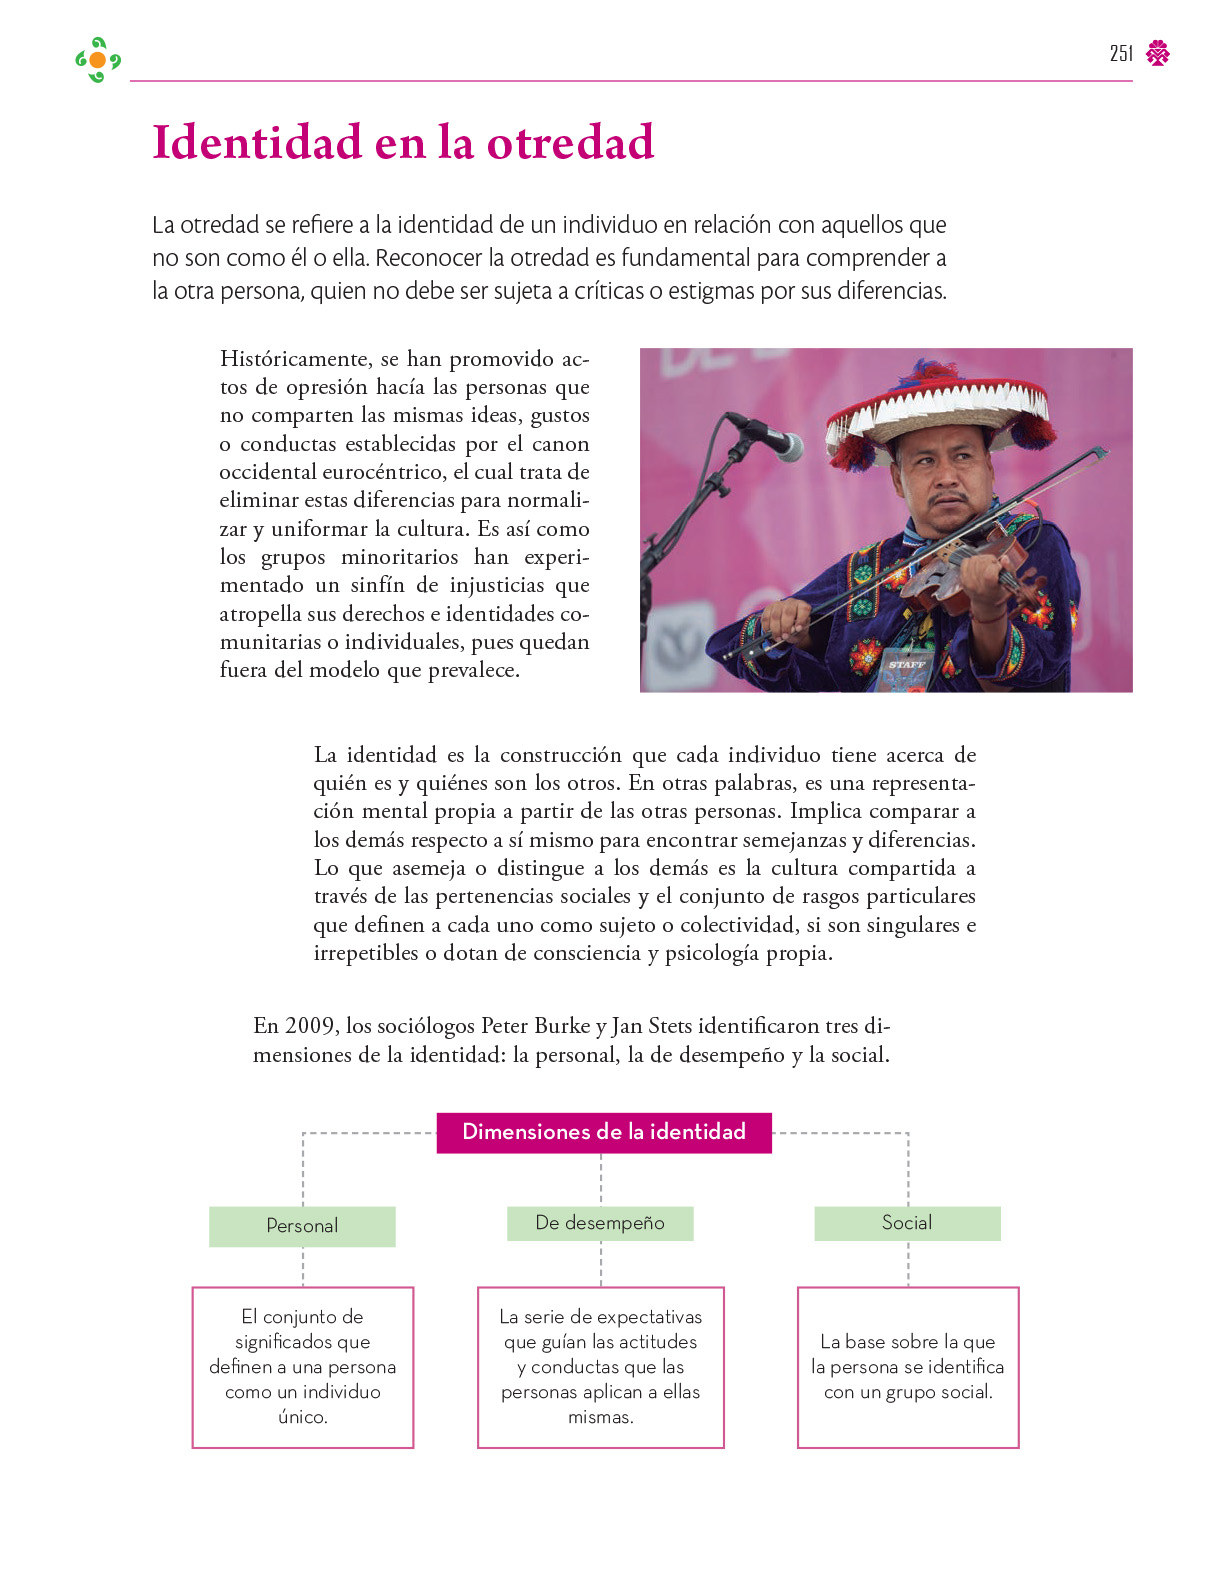 251
Identidad en la otredad
La otredad se refiere a la identidad de un individuo en relación con aquellos que
no son como él o ella. Reconocer la otredad es fundamental para comprender a
la otra persona, quien no debe ser sujeta a críticas o estigmas por sus diferencias.
Históricamente, se han promovido ac-
tos de opresión hacía las personas que
no comparten las mismas ideas, gustos
o conductas establecidas por el canon
occidental eurocéntrico, el cual trata de
eliminar estas diferencias para normali-
zar y uniformar la cultura. Es así como
los grupos minoritarios han experi-
mentado un sinfín de injusticias que
atropella sus derechos e identidades co-
munitarias o individuales, pues quedan
fuera del modelo que prevalece.
STAFF
La identidad es la construcción que cada individuo tiene acerca de
quién es y quiénes son los otros. En otras palabras, es una representa-
ción mental propia a partir de las otras personas. Implica comparar a
los demás respecto a sí mismo para encontrar semejanzas y diferencias.
Lo que asemeja o distingue a los demás es la cultura compartida a
través de las pertenencias sociales y el conjunto de rasgos particulares
que definen a cada uno como sujeto o colectividad, si son singulares e
irrepetibles o dotan de consciencia y psicología propia.
En 2009, los sociólogos Peter Burke y Jan Stets identificaron tres di-
mensiones de la identidad: la personal, la de desempeño y la social.
Dimensiones de la identidad
Personal
De desempeño
Social
El conjunto de
significados que
definen a una persona
como un individuo
único.
La serie de expectativas
que guían las actitudes
y conductas que las
personas aplican a ellas
mismas.
La base sobre la que
la persona se identifica
con un grupo social.